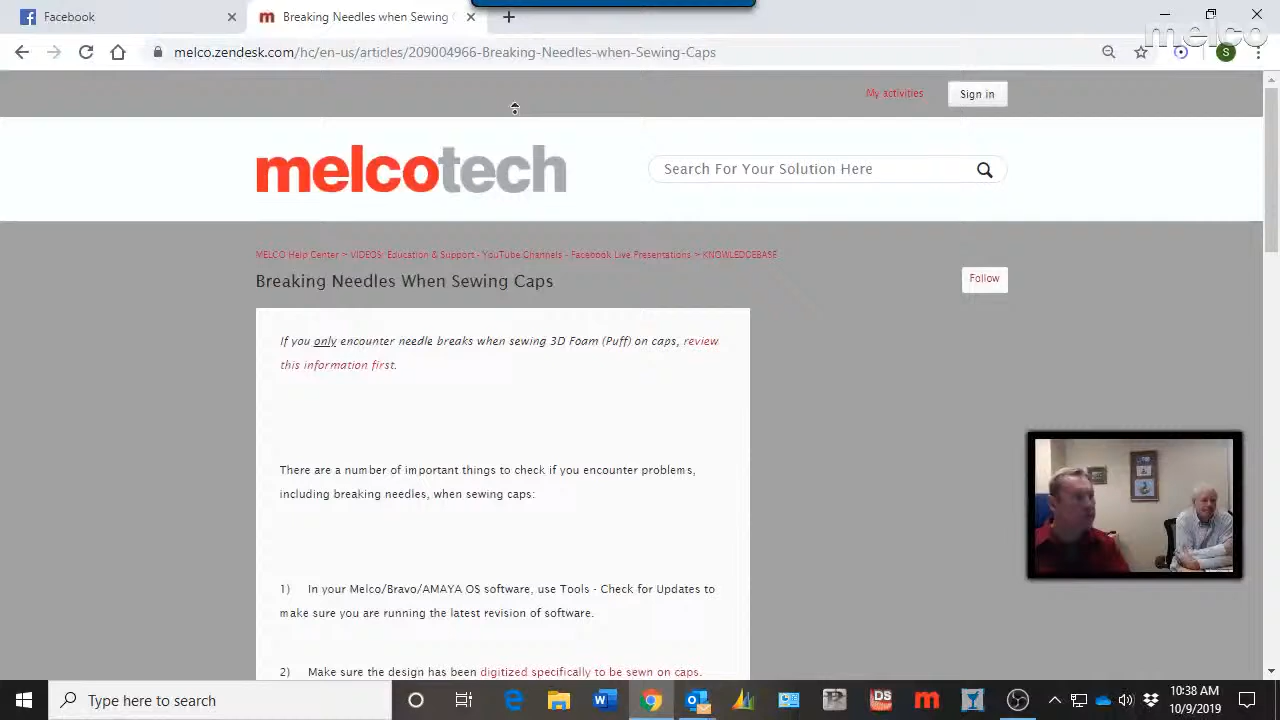 Facebook
Breaking Needles when Sewing
melco
melco.zendesk.com/hc/en-us/articles/209004966-Breaking-Needles-when-Sewing-Caps
S
My activities
Sign in
melcotech
Search For Your Solution Here
MELCO Help Center > VIDEOS: Education & Support - YouTube Channels - Facebook Live Presentations > KNOWLEDGEBASE
Breaking Needles When Sewing Caps
Follow
If you only encounter needle breaks when sewing 3D Foam (Puff) on caps, review
this information first.
There are a number of important things to check if you encounter problems,
including breaking needles, when sewing caps:
1) In your Melco/Bravo/AMAYA OS software, use Tools - Check for Updates to
make sure you are running the latest revision of software.
2) Make sure the design has been digitized specifically to be sewn on caps.
Type here to search
DS
10:38 AM
10/9/2019